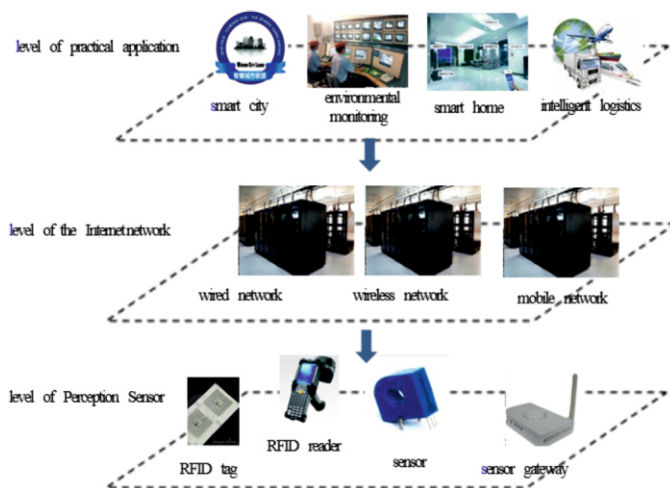 level of practical application
smart city
environmental
monitoring
smart home
intelligent logistics
level of the Internet network
wired network
wireless network
mobile network
level of Perception Sensor
RFID tag
RFID reader
sensor
sensor gateway